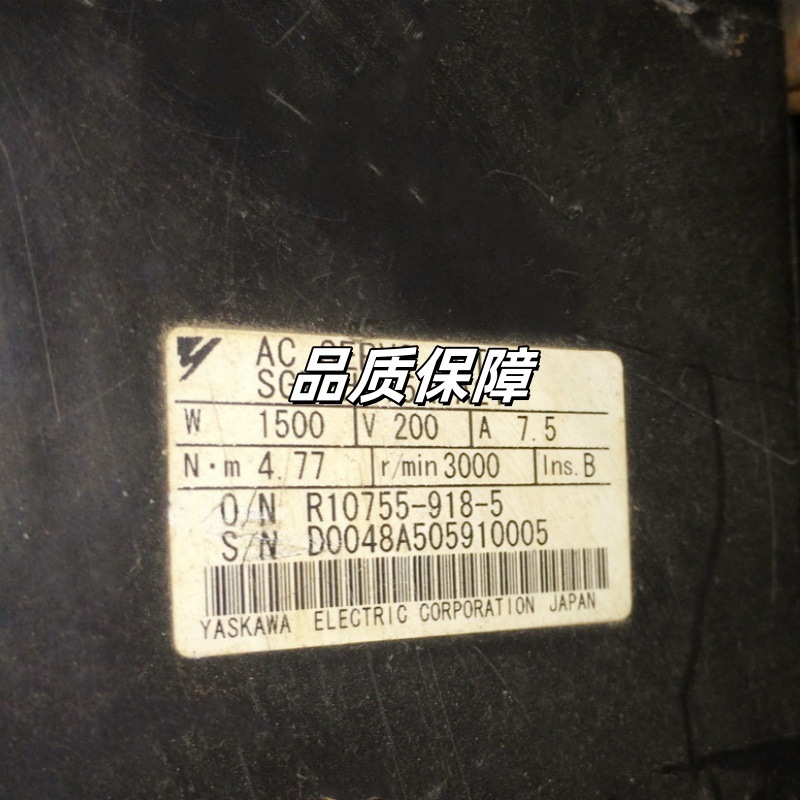 AC
品质保障
W 1500 V 200 A 7.5
N·m 4.77 r/min 3000 Ins. B
O/N R10755-918-5
S/N D0048A505910005
YASKAWA ELECTRIC CORPORATION JAPAN